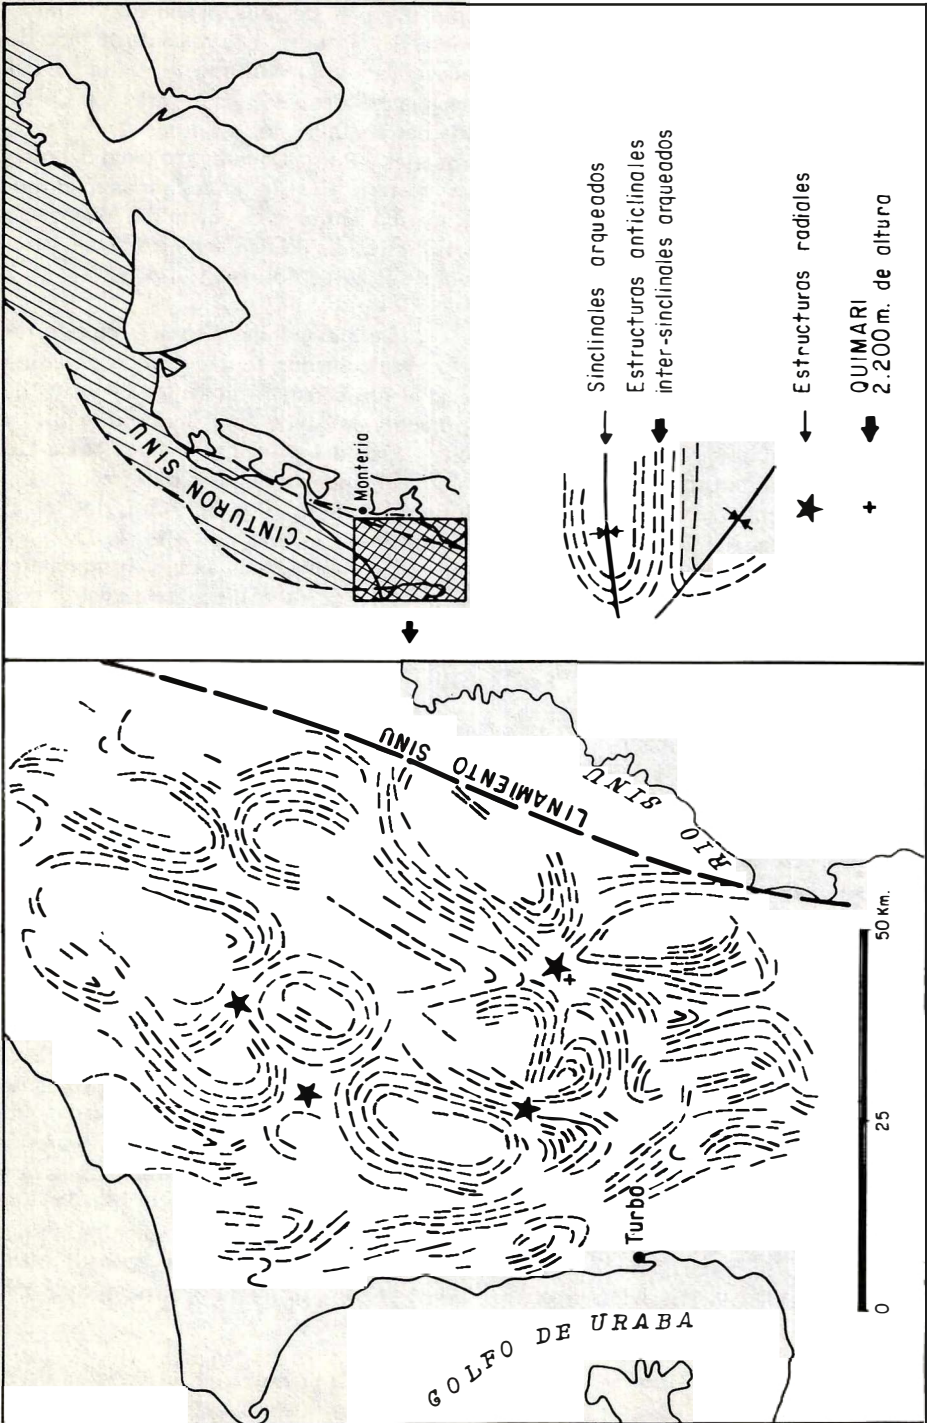 CINTURON SINU
Monteria
Sinclinales arqueados
Estructuras anticlinales
inter-sinclinales arqueados
Estructuras radiales
QUIMARI
2.200 m. de altura
LINAMIENTO SINU
RIO SINU
Turbo
GOLFO DE URABA
0 25 50 Km.